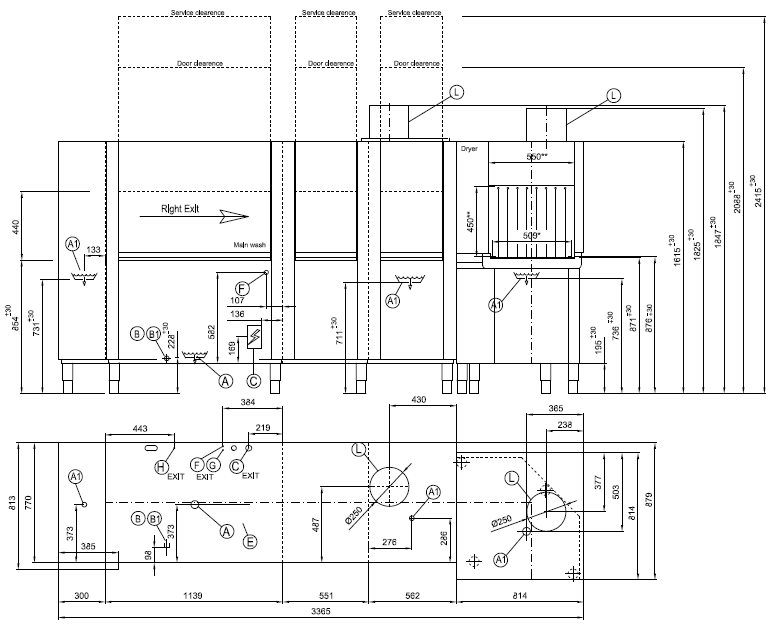 Service clearence
Service clearence
Service clearence
Door clearence
Door clearence
Door clearence
L
L
Dryer
550**
440
450**
509*
Right Exit
Main wash
A1
133
F
107
136
A1
A1
854 ±30
731 ±30
B
B1
228 ±30
582
169
711 ±30
A
C
195 ±30
736 ±30
871 ±30
876 ±30
1615 ±30
1825 ±30
1847 ±30
2088 ±30
2415 ±30
384
430
365
443
219
238
H
EXIT
F
G
EXIT
C
EXIT
L
L
A1
A1
813
770
373
B
B1
373
A
E
98
487
Ø250
276
286
Ø250
A1
377
503
814
879
385
300
1139
551
562
814
3365